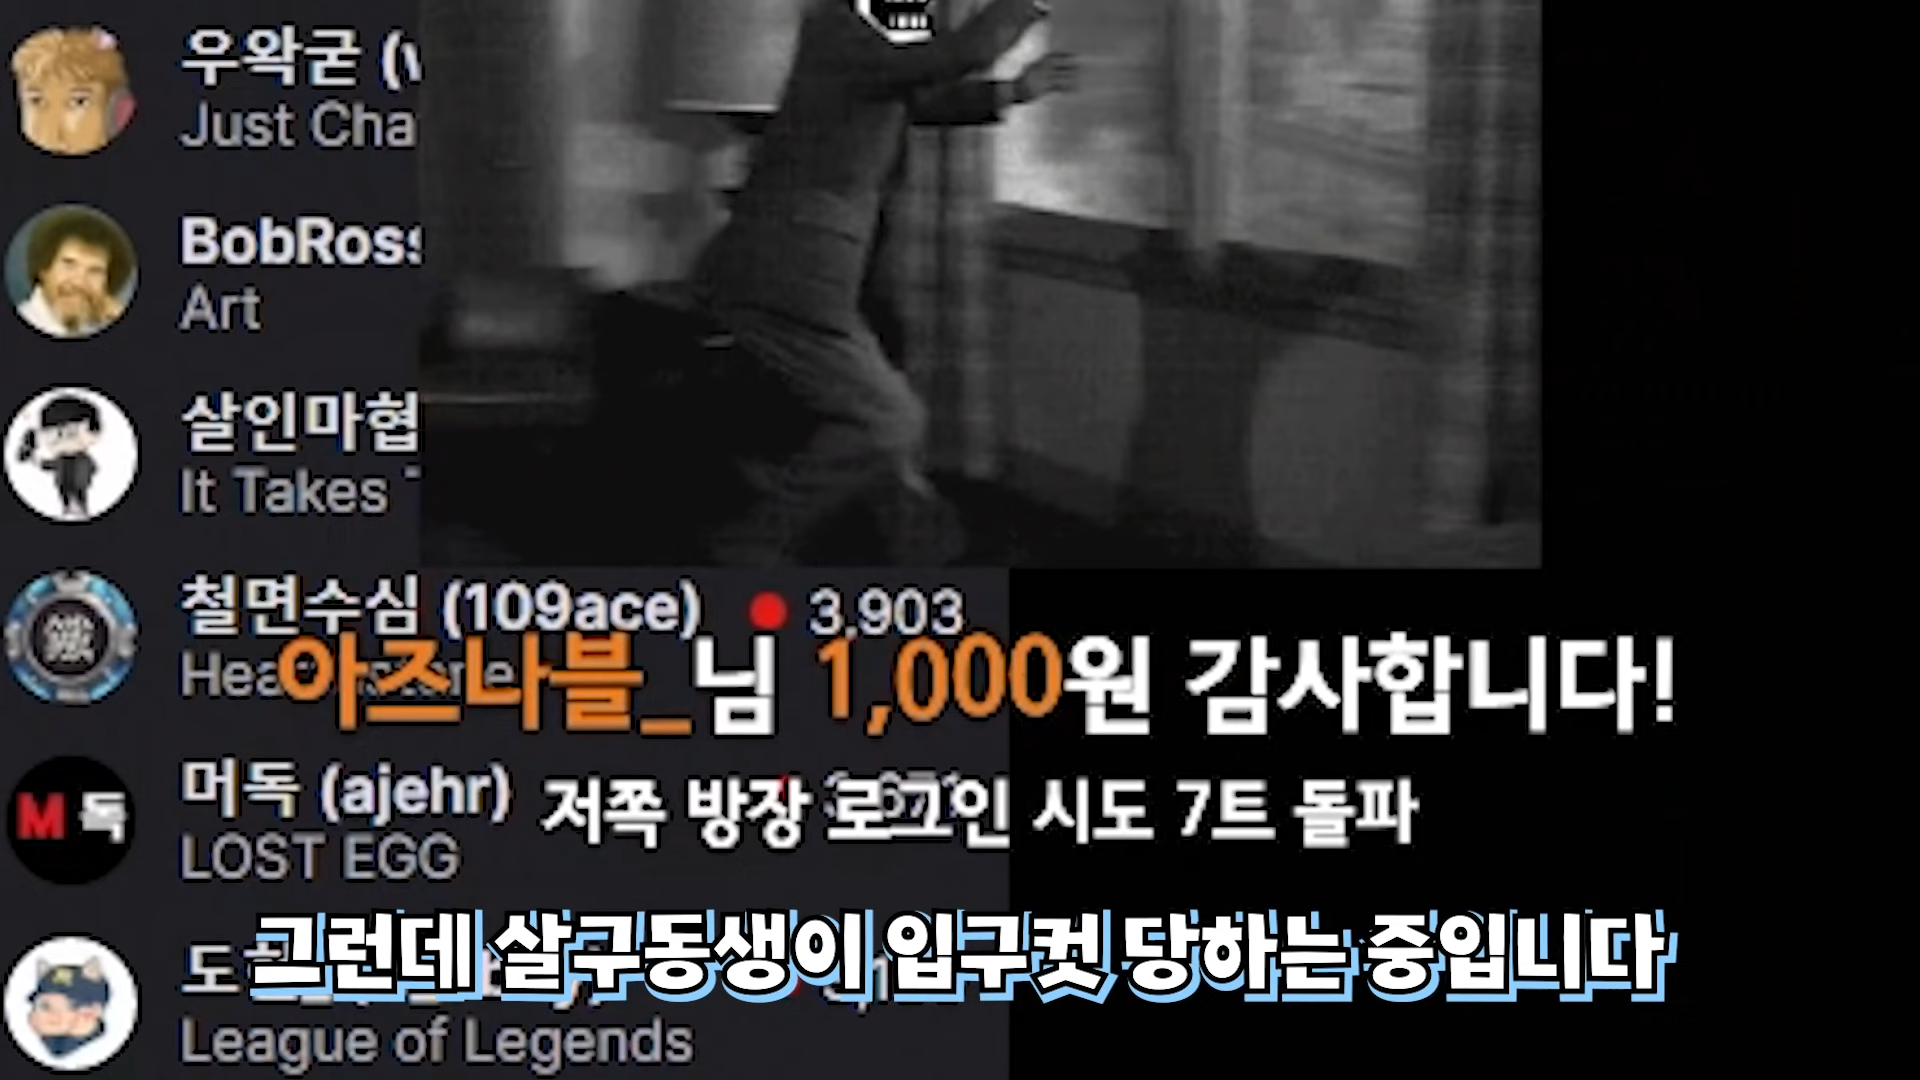 우왁굳
Just Cha
BobRoss
Art
살인마협
It Takes
철면수심 (109ace) 3,903
아즈나블_님 1,000원 감사합니다!
머독 (ajehr)
저쪽 방장 로그인 시도 7트 돌파
LOST EGG
그런데 살구동생이 입구컷 당하는 중입니다
도
League of Legends